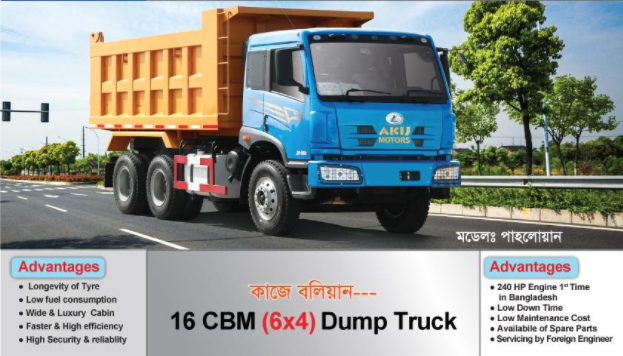 AKIJ
MOTORS
মডেলঃ পাহলোয়ান
Advantages
• Longevity of Tyre
• Low fuel consumption
• Wide & Luxury Cabin
• Faster & High efficiency
• High Security & reliablity
কাজে বলিয়ান---
16 CBM (6x4) Dump Truck
Advantages
• 240 HP Engine 1st Time
in Bangladesh
• Low Down Time
• Low Maintenance Cost
• Availabile of Spare Parts
• Servicing by Foreign Engineer